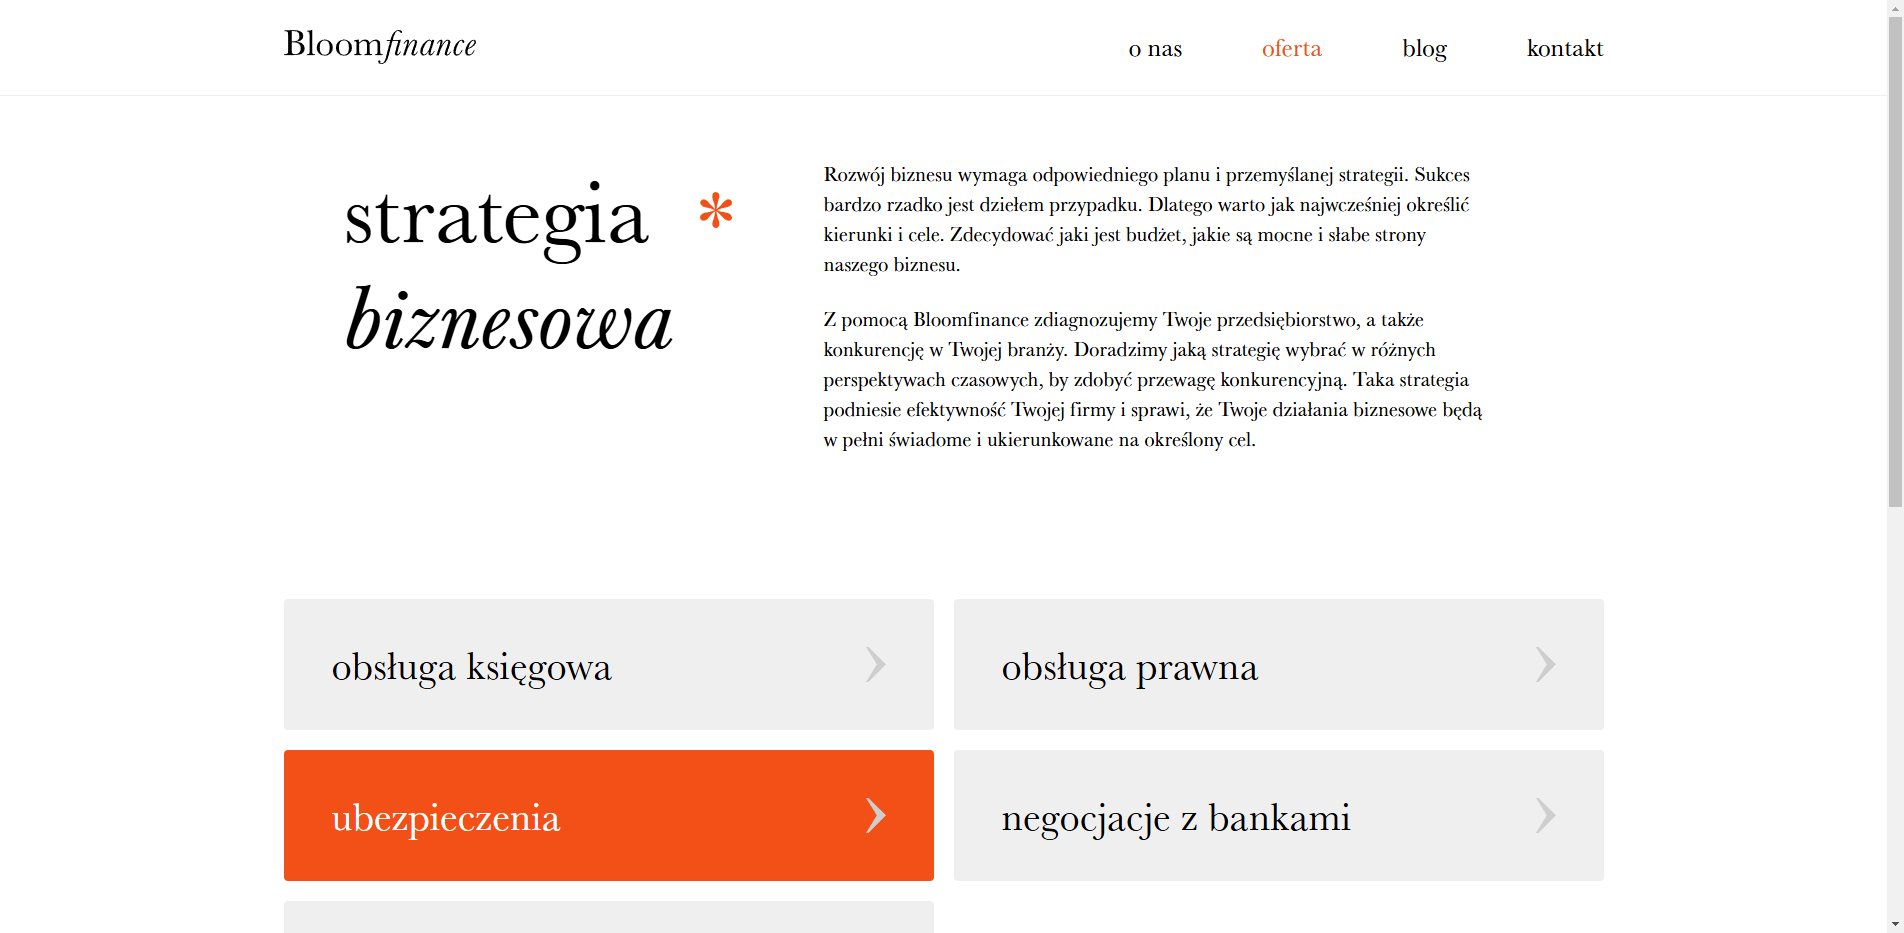 Bloomfinance
o nas
oferta
blog
kontakt
strategia *
biznesowa
Rozwój biznesu wymaga odpowiedniego planu i przemyślanej strategii. Sukces
bardzo rzadko jest dziełem przypadku. Dlatego warto jak najwcześniej określić
kierunki i cele. Zdecydować jaki jest budżet, jakie są mocne i słabe strony
naszego biznesu.
Z pomocą Bloomfinance zdiagnozujemy Twoje przedsiębiorstwo, a także
konkurencję w Twojej branży. Doradzimy jaką strategię wybrać w różnych
perspektywach czasowych, by zdobyć przewagę konkurencyjną. Taka strategia
podniesie efektywność Twojej firmy i sprawi, że Twoje działania biznesowe będą
w pełni świadome i ukierunkowane na określony cel.
obsługa księgowa
obsługa prawna
ubezpieczenia
negocjacje z bankami